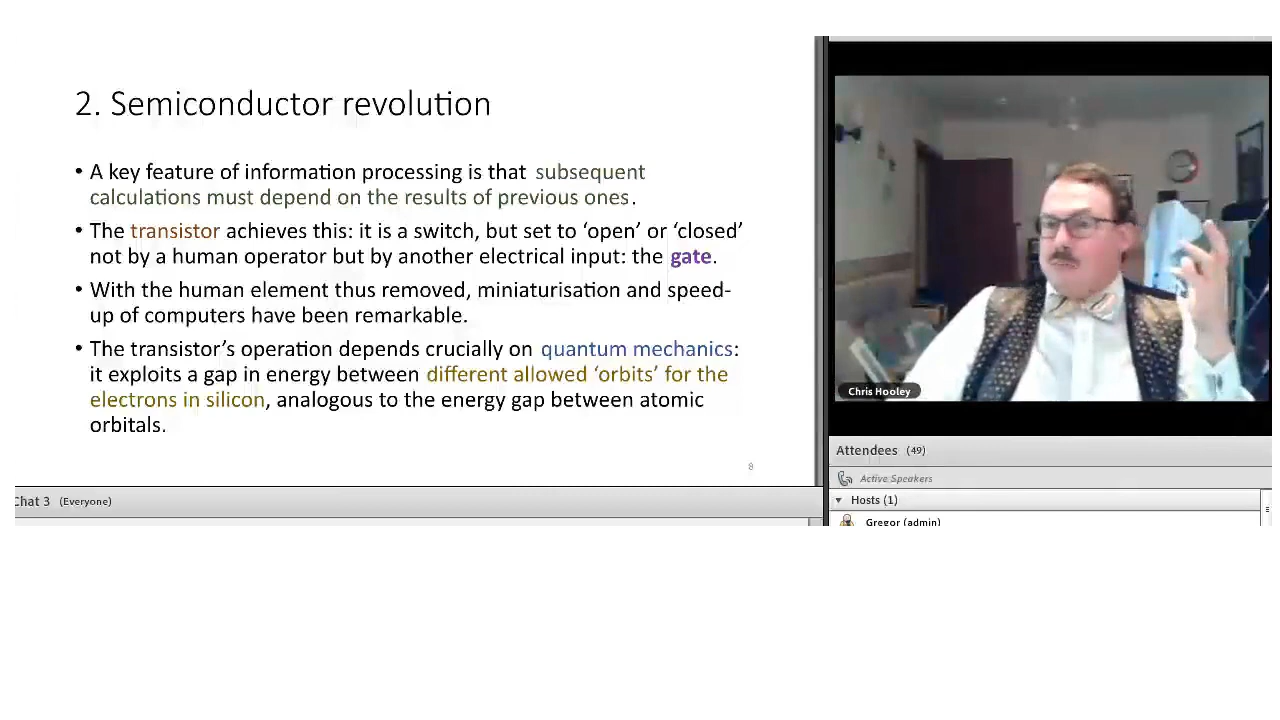 2. Semiconductor revolution
• A key feature of information processing is that subsequent
calculations must depend on the results of previous ones.
• The transistor achieves this: it is a switch, but set to ‘open’ or ‘closed’
not by a human operator but by another electrical input: the gate.
• With the human element thus removed, miniaturisation and speed-
up of computers have been remarkable.
• The transistor’s operation depends crucially on quantum mechanics:
it exploits a gap in energy between different allowed ‘orbits’ for the
electrons in silicon, analogous to the energy gap between atomic
orbitals.
8
Chat 3 (Everyone)
Chris Hooley
Attendees (49)
Active Speakers
Hosts (1)
Gregor (admin)